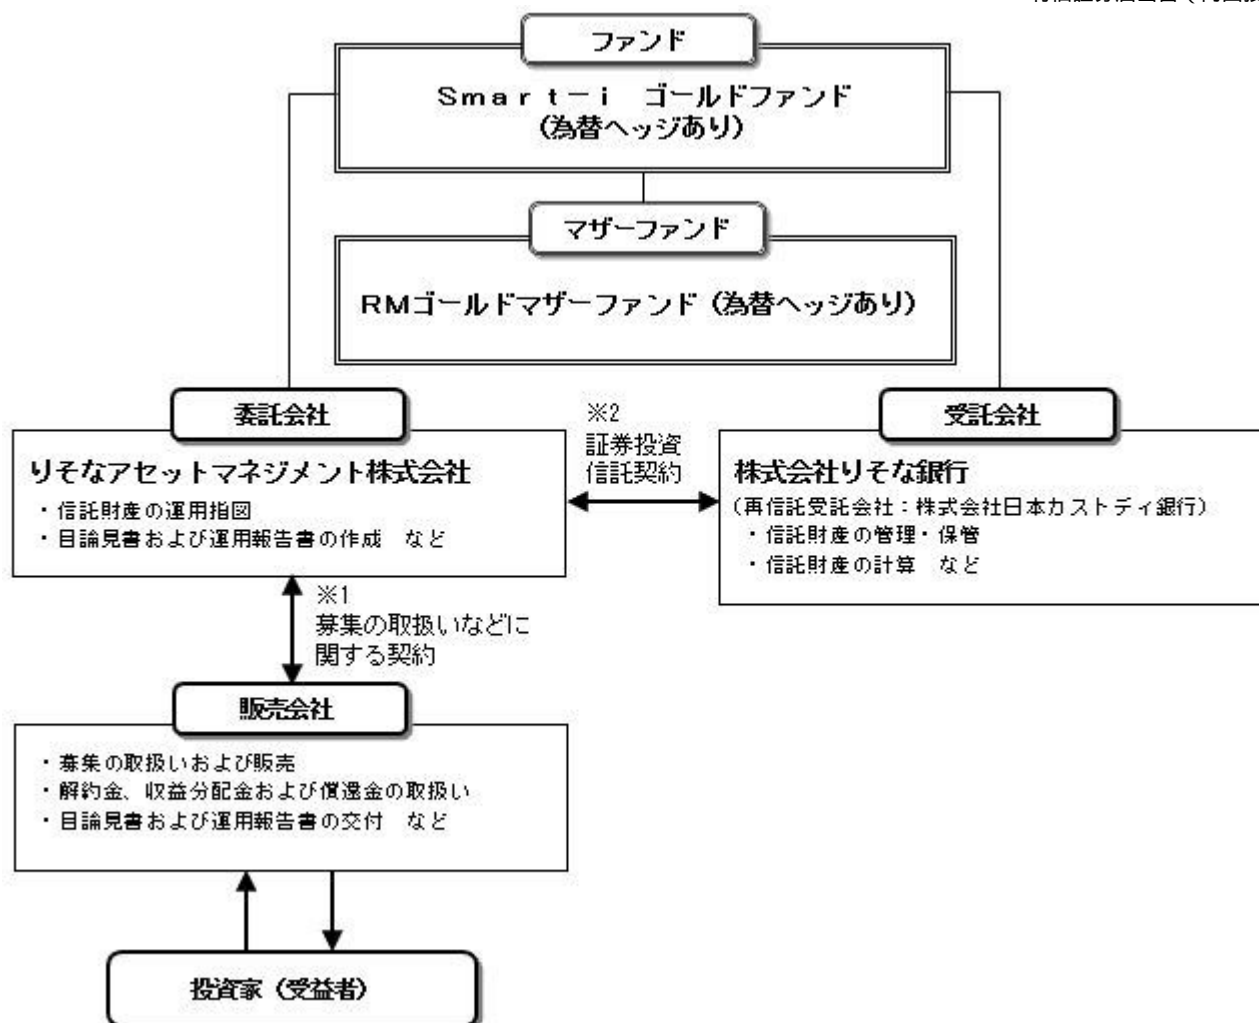 ファンド
Ｓｍａｒｔ－ｉ　ゴールドファンド
（為替ヘッジあり）
マザーファンド
ＲＭゴールドマザーファンド（為替ヘッジあり）
委託会社
りそなアセットマネジメント株式会社
・信託財産の運用指図
・目論見書および運用報告書の作成　など
※2
証券投資
信託契約
受託会社
株式会社りそな銀行
（再信託受託会社：株式会社日本カストディ銀行）
・信託財産の管理・保管
・信託財産の計算　など
※1
募集の取扱いなどに
関する契約
販売会社
・募集の取扱いおよび販売
・解約金、収益分配金および償還金の取扱い
・目論見書および運用報告書の交付　など
投資家（受益者）